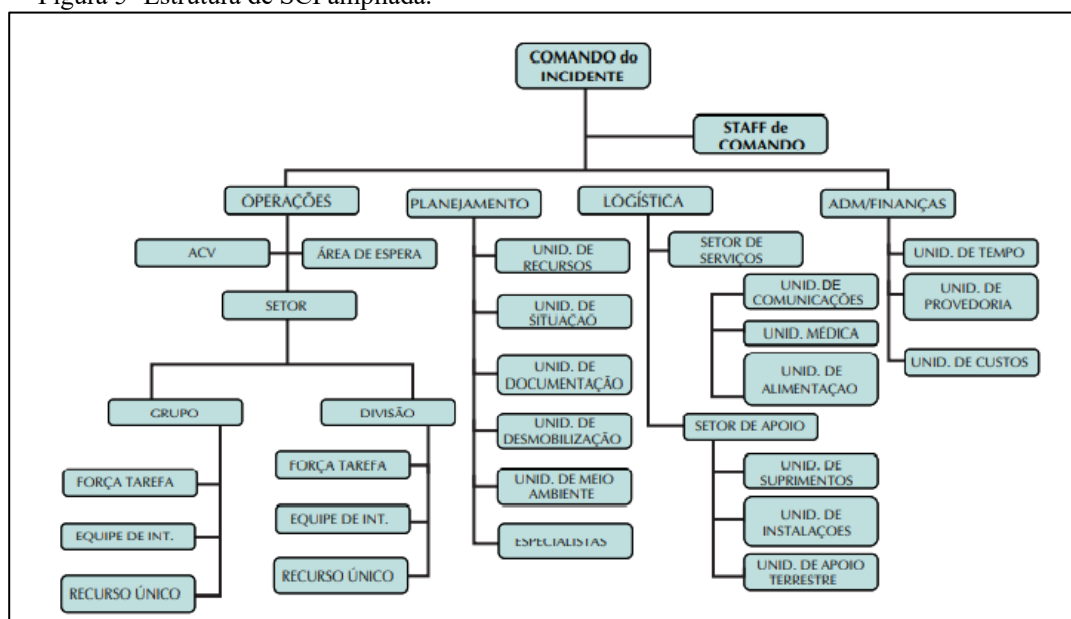 Figura 5- Estrutura de SCI ampliada.
COMANDO do
INCIDENTE
STAFF de
COMANDO
OPERAÇÕES
PLANEJAMENTO
LOGÍSTICA
ADM/FINANÇAS
ACV
ÁREA DE ESPERA
SETOR
GRUPO
DIVISÃO
FORÇA TAREFA
EQUIPE DE INT.
RECURSO ÚNICO
FORÇA TAREFA
EQUIPE DE INT.
RECURSO ÚNICO
UNID. DE
RECURSOS
UNID. DE
SITUAÇAO
UNID. DE
DOCUMENTAÇÃO
UNID. DE
DESMOBILIZAÇÃO
UNID. DE MEIO
AMBIENTE
ESPECIALISTAS
SETOR DE
SERVIÇOS
UNID. DE
COMUNICAÇÕES
UNID. MÉDICA
UNID. DE
ALIMENTAÇAO
SETOR DE APOIO
UNID. DE
SUPRIMENTOS
UNID. DE
INSTALAÇOES
UNID. DE APOIO
TERRESTRE
UNID. DE TEMPO
UNID. DE
PROVEDORIA
UNID. DE CUSTOS